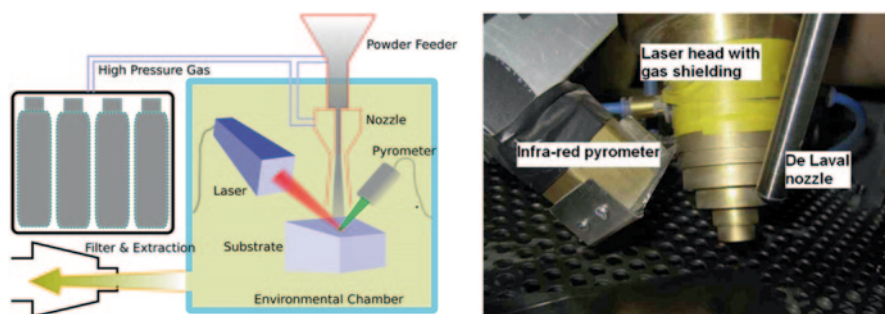 Powder Feeder
High Pressure Gas
Nozzle
Pyrometer
Laser
Substrate
Filter & Extraction
Environmental Chamber
Laser head with
gas shielding
Infra-red pyrometer
De Laval
nozzle